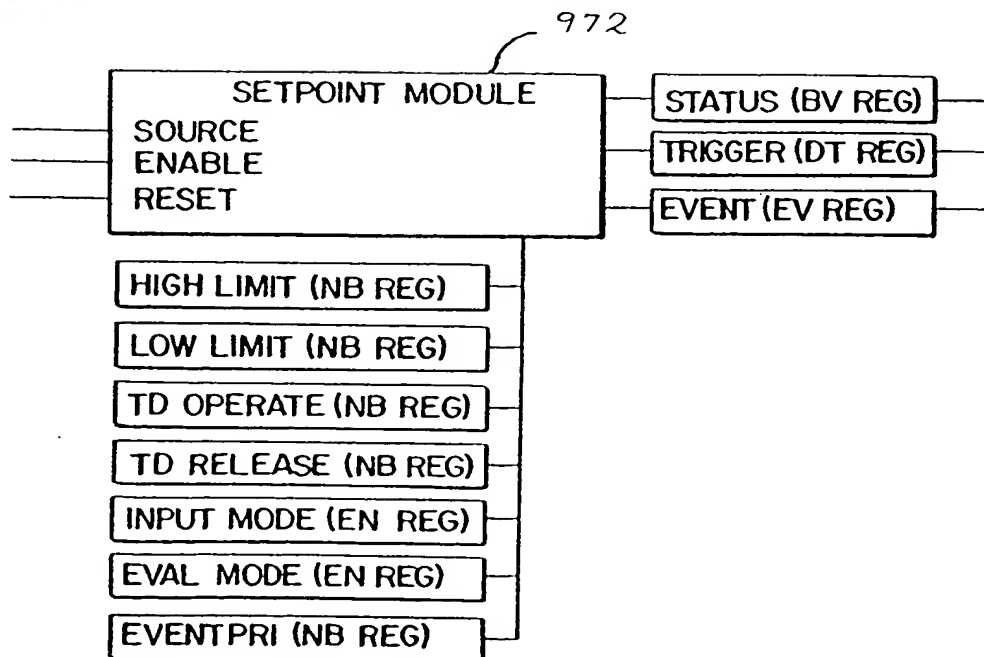 972
SETPOINT MODULE
SOURCE
ENABLE
RESET
STATUS (BV REG)
TRIGGER (DT REG)
EVENT (EV REG)
HIGH LIMIT (NB REG)
LOW LIMIT (NB REG)
TD OPERATE (NB REG)
TD RELEASE (NB REG)
INPUT MODE (EN REG)
EVAL MODE (EN REG)
EVENT PRI (NB REG)